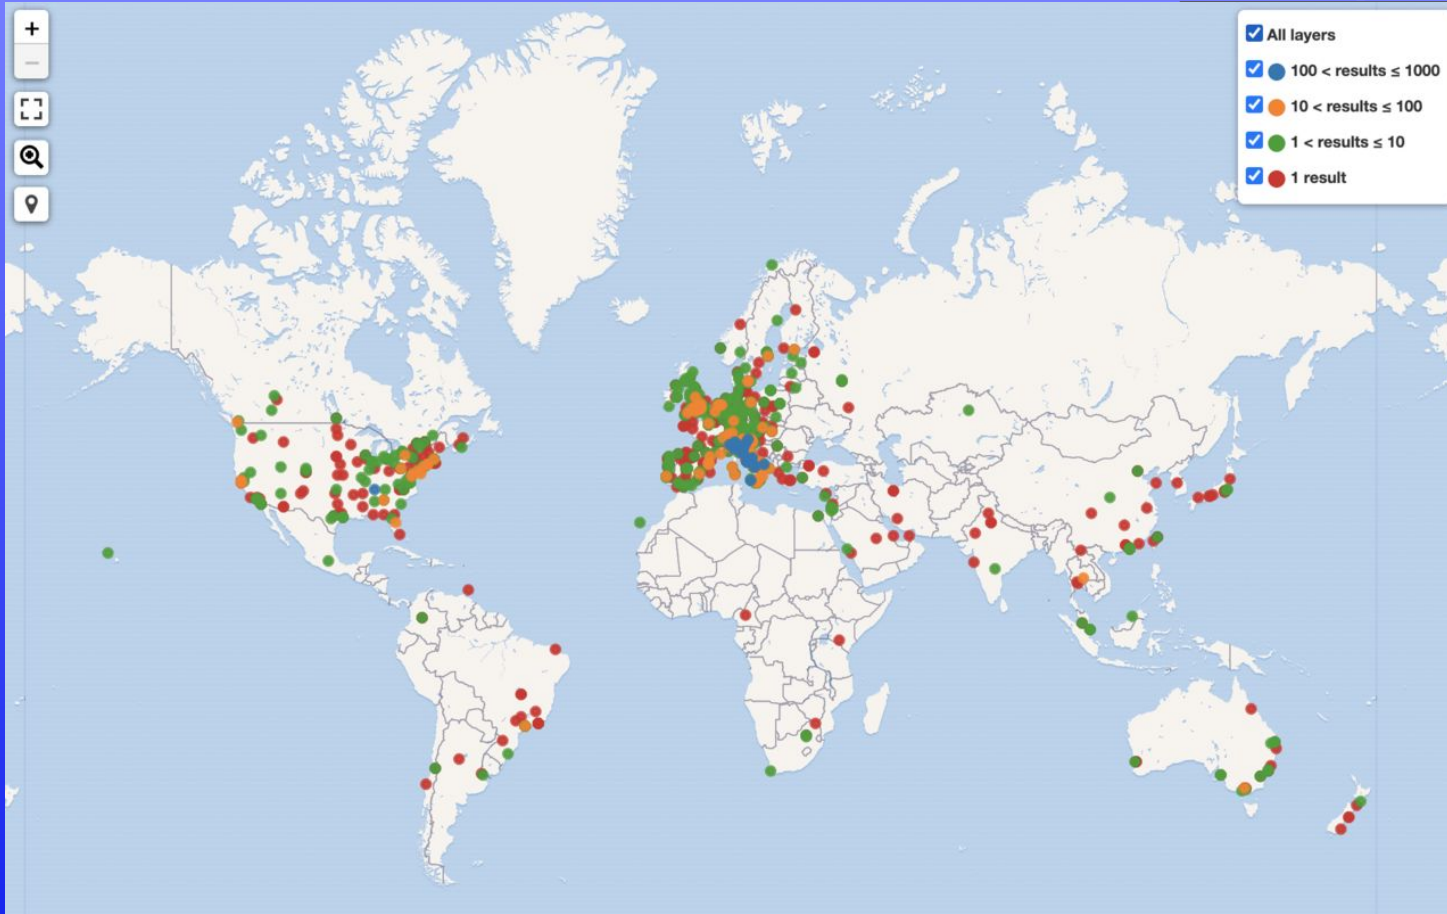 +
−
All layers
100 < results ≤ 1000
10 < results ≤ 100
1 < results ≤ 10
1 result